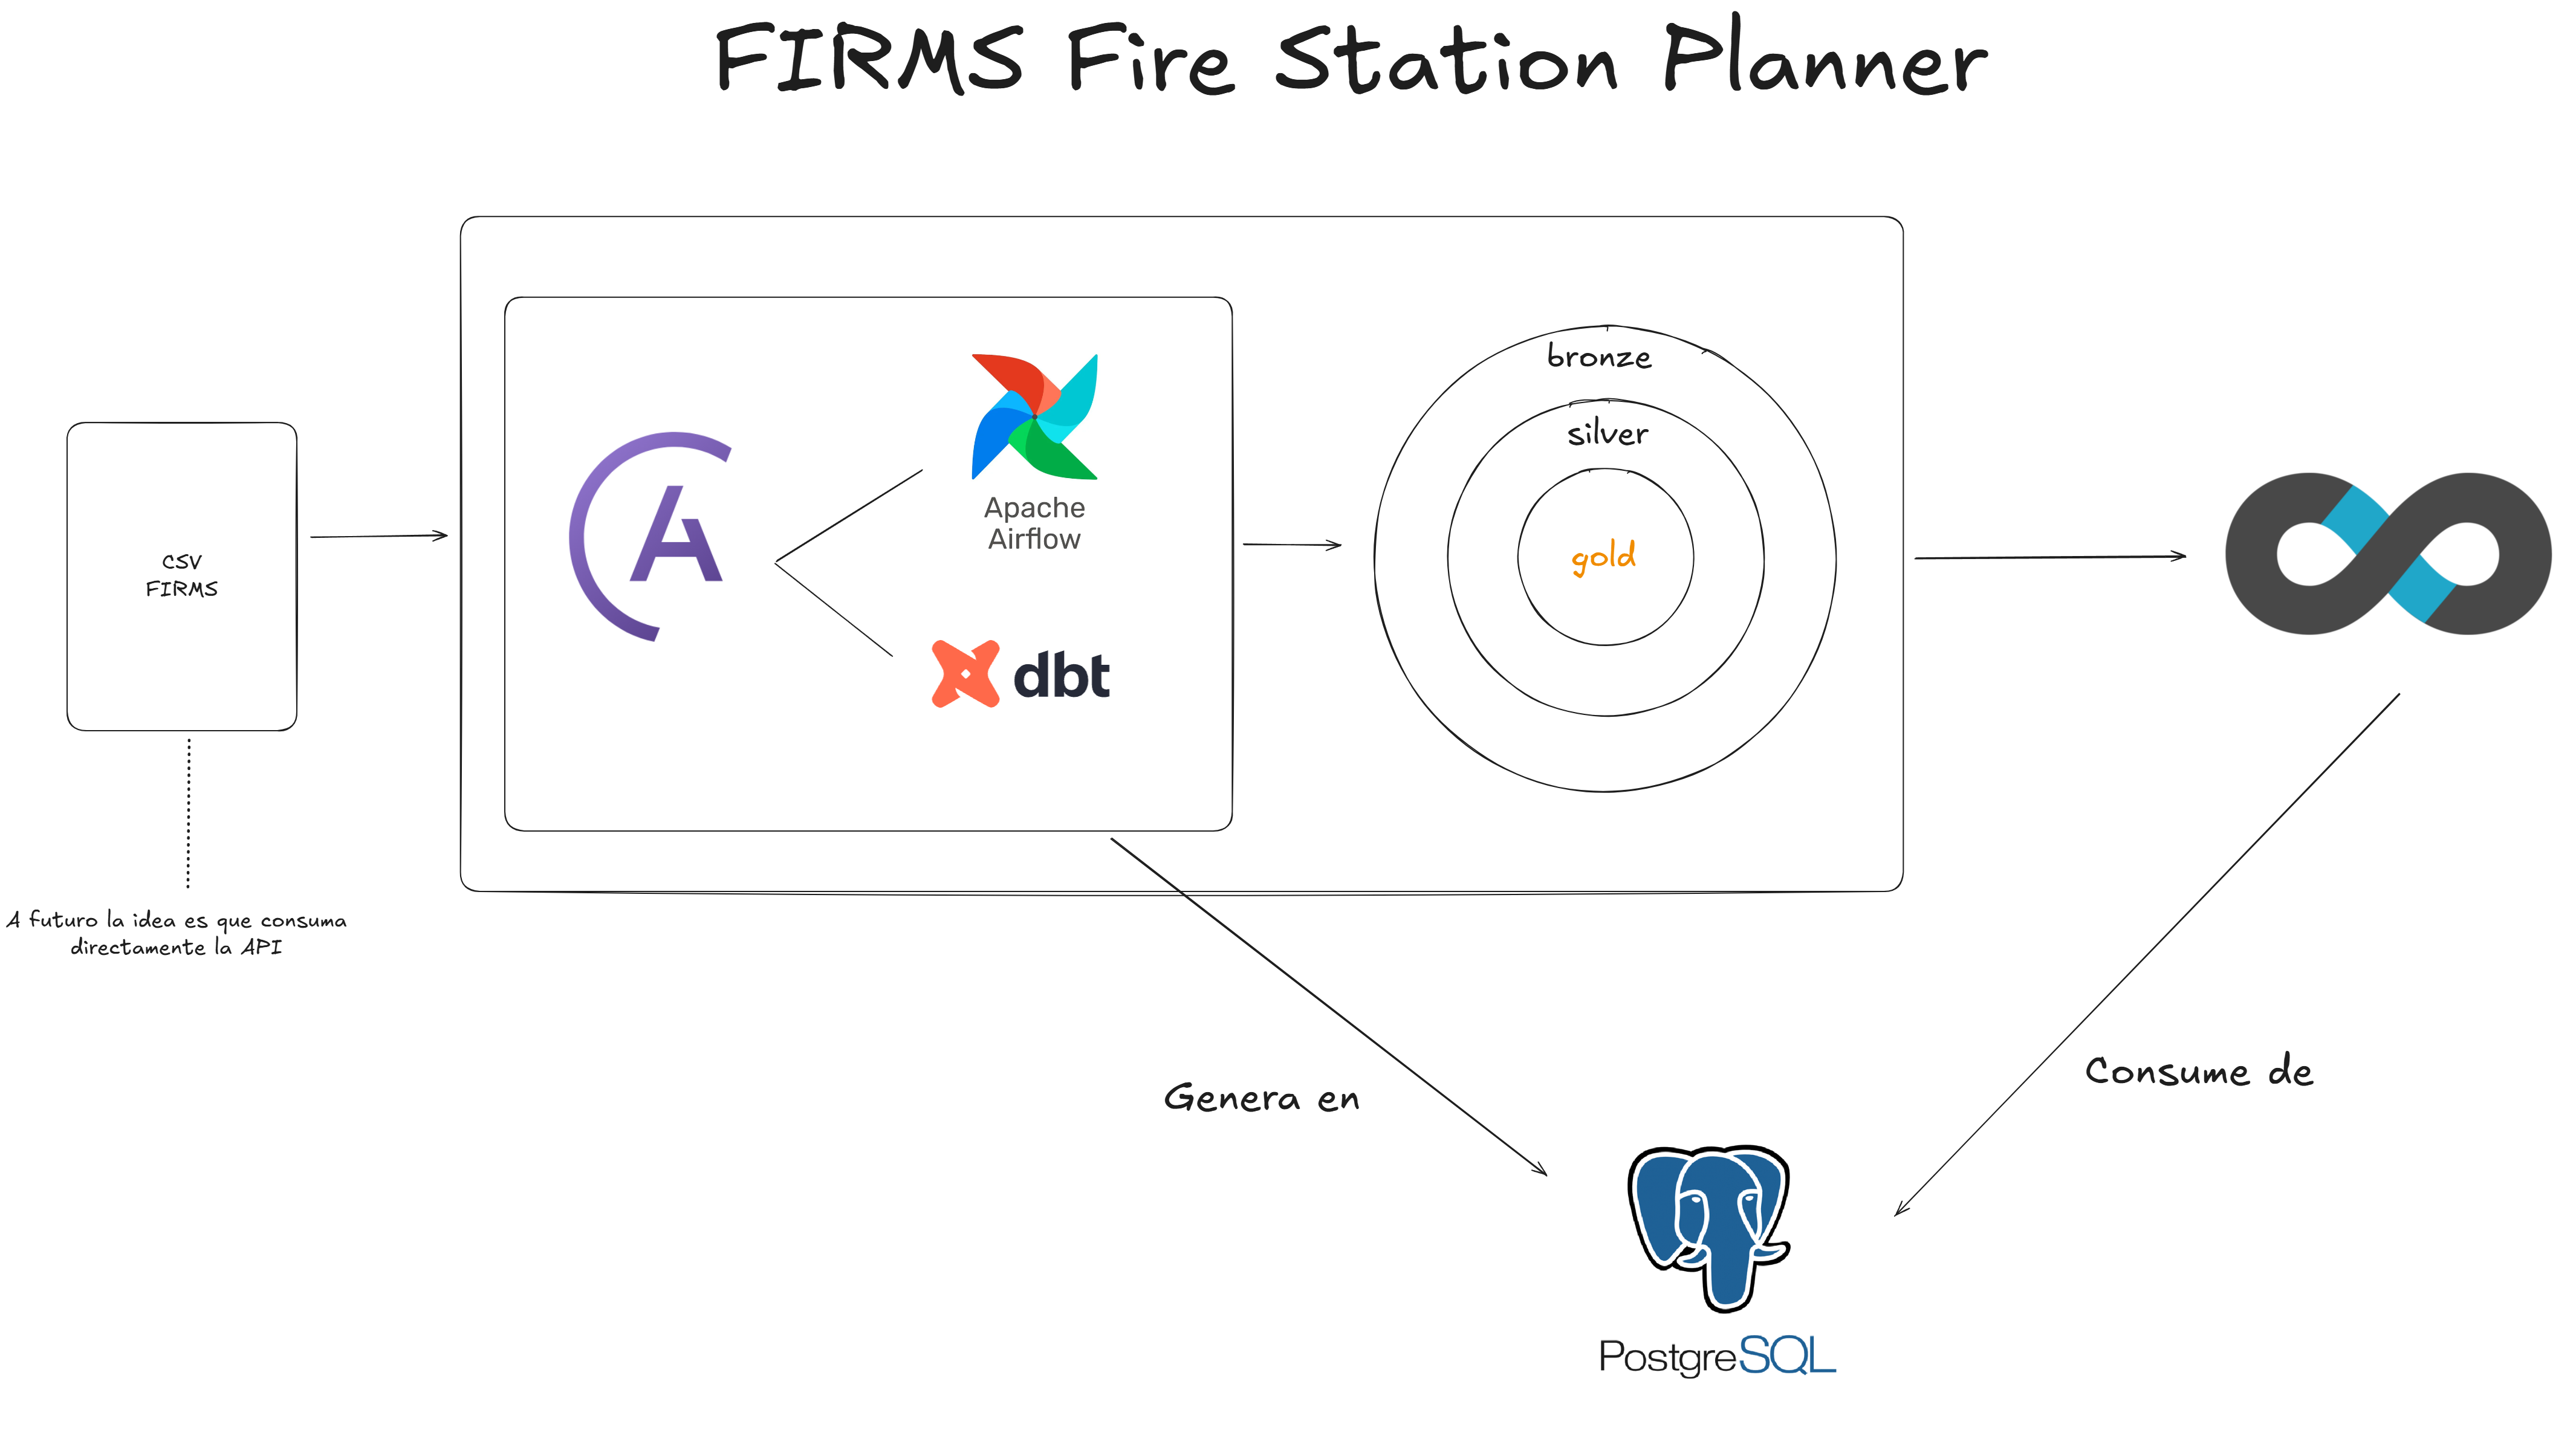 FIRMS Fire Station Planner
bronze
silver
gold
Apache
Airflow
dbt
CSV
FIRMS
A futuro la idea es que consuma
directamente la API
Genera en
Consume de
PostgreSQL